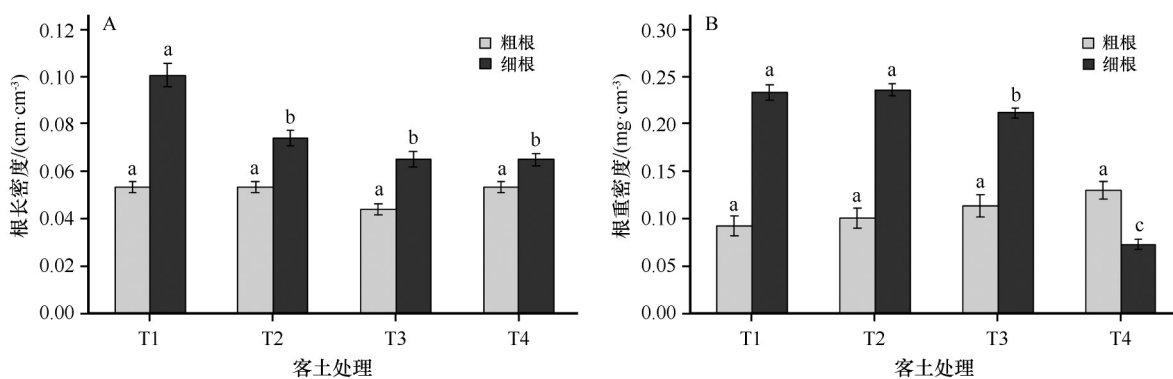 A
粗根
细根
根长密度/(cm·cm⁻³)
0.12
0.10
0.08
0.06
0.04
0.02
0.00
a
a
a
b
a
b
a
b
T1
T2
T3
T4
客土处理
B
粗根
细根
根重密度/(mg·cm⁻³)
0.30
0.25
0.20
0.15
0.10
0.05
0.00
a
a
a
a
a
b
a
c
T1
T2
T3
T4
客土处理